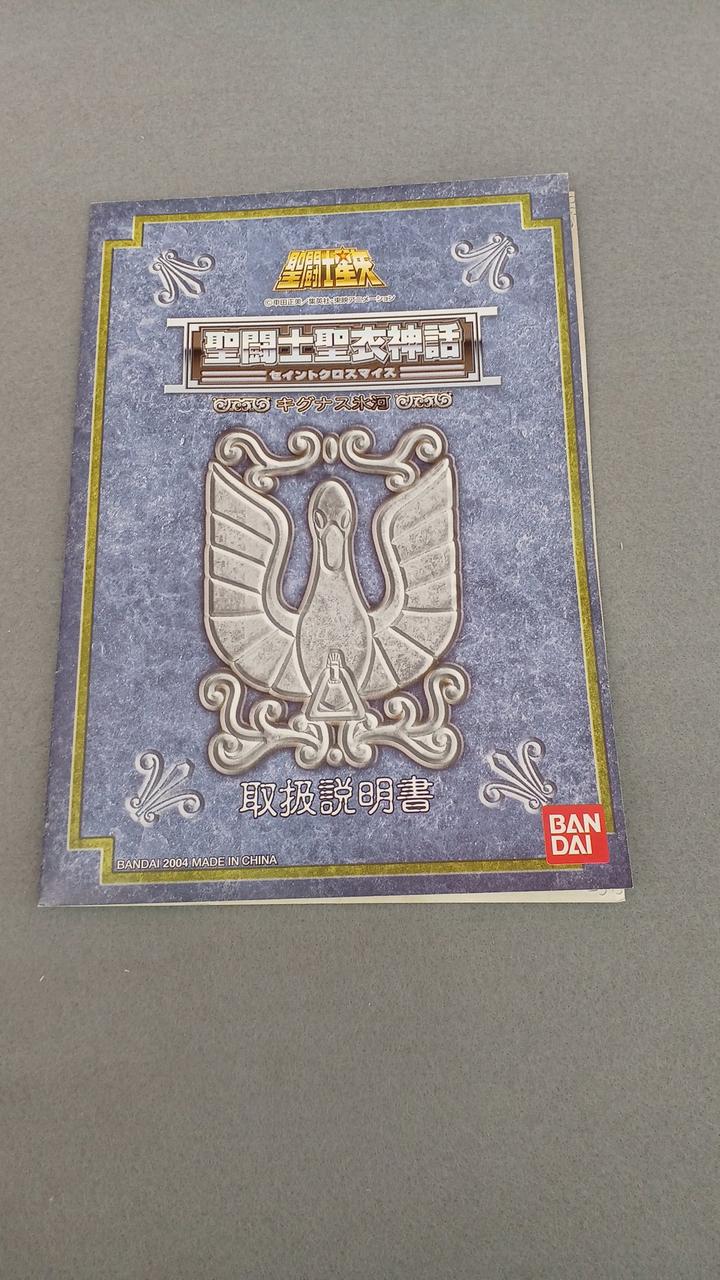 聖闘士星矢
©車田正美/集英社・東映アニメーション
聖闘士聖衣神話
セイントクロスマイス
キグナス氷河
取扱説明書
BANDAI 2004 MADE IN CHINA
BAN
DAI